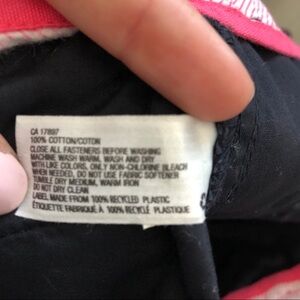 CA 17897
100% COTTON/COTON
CLOSE ALL FASTENERS BEFORE WASHING
MACHINE WASH WARM, WASH AND DRY
WITH LIKE COLORS, ONLY NON-CHLORINE BLEACH
WHEN NEEDED, DO NOT USE FABRIC SOFTENER
TUMBLE DRY MEDIUM, WARM IRON
DO NOT DRY CLEAN
LABEL MADE FROM 100% RECYCLED PLASTIC
ÉTIQUETTE FABRIQUÉ À 100% RECYCLÉ PLASTIQUE